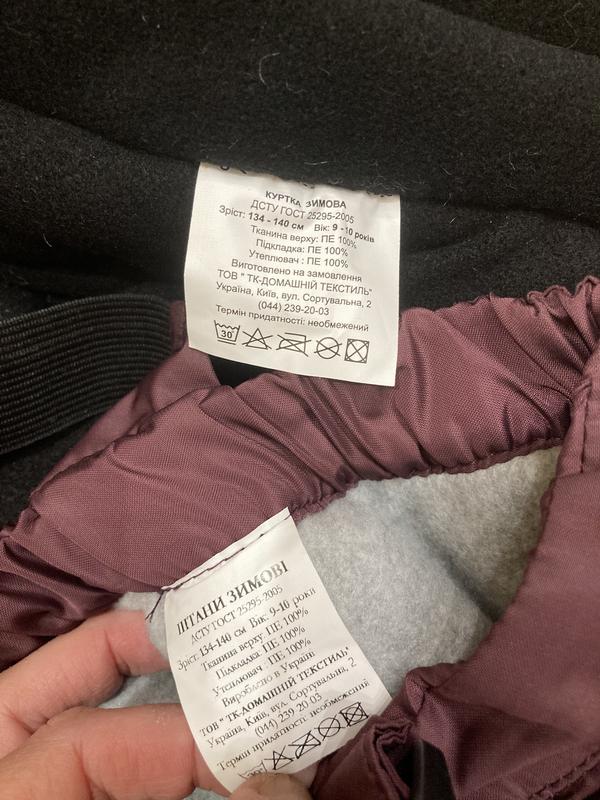 КУРТКА ЗИМОВА
ДСТУ ГОСТ 25295-2005
Зріст: 134 - 140 см Вік: 9 - 10 років
Тканина верху: ПЕ 100%
Підкладка: ПЕ 100%
Утеплювач : ПЕ 100%
Виготовлено на замовлення
ТОВ " ТК-ДОМАШНІЙ ТЕКСТИЛЬ"
Україна, Київ, вул. Сортувальна, 2
(044) 239-20-03
Термін придатності: необмежений
30
ШТАНИ ЗИМОВІ
ДСТУ ГОСТ 25295-2005
Зріст: 134-140 см Вік: 9-10 роки
Тканина верху: ПЕ 100%
Підкладка: ПЕ 100%
Утеплювач : ПЕ 100%
Вироблено в Україні
ТОВ " ТК-ДОМАШНІЙ ТЕКСТИЛЬ"
Україна, Київ, вул. Сортувальна, 2
(044) 239 20 03
Термін придатності: необмежений